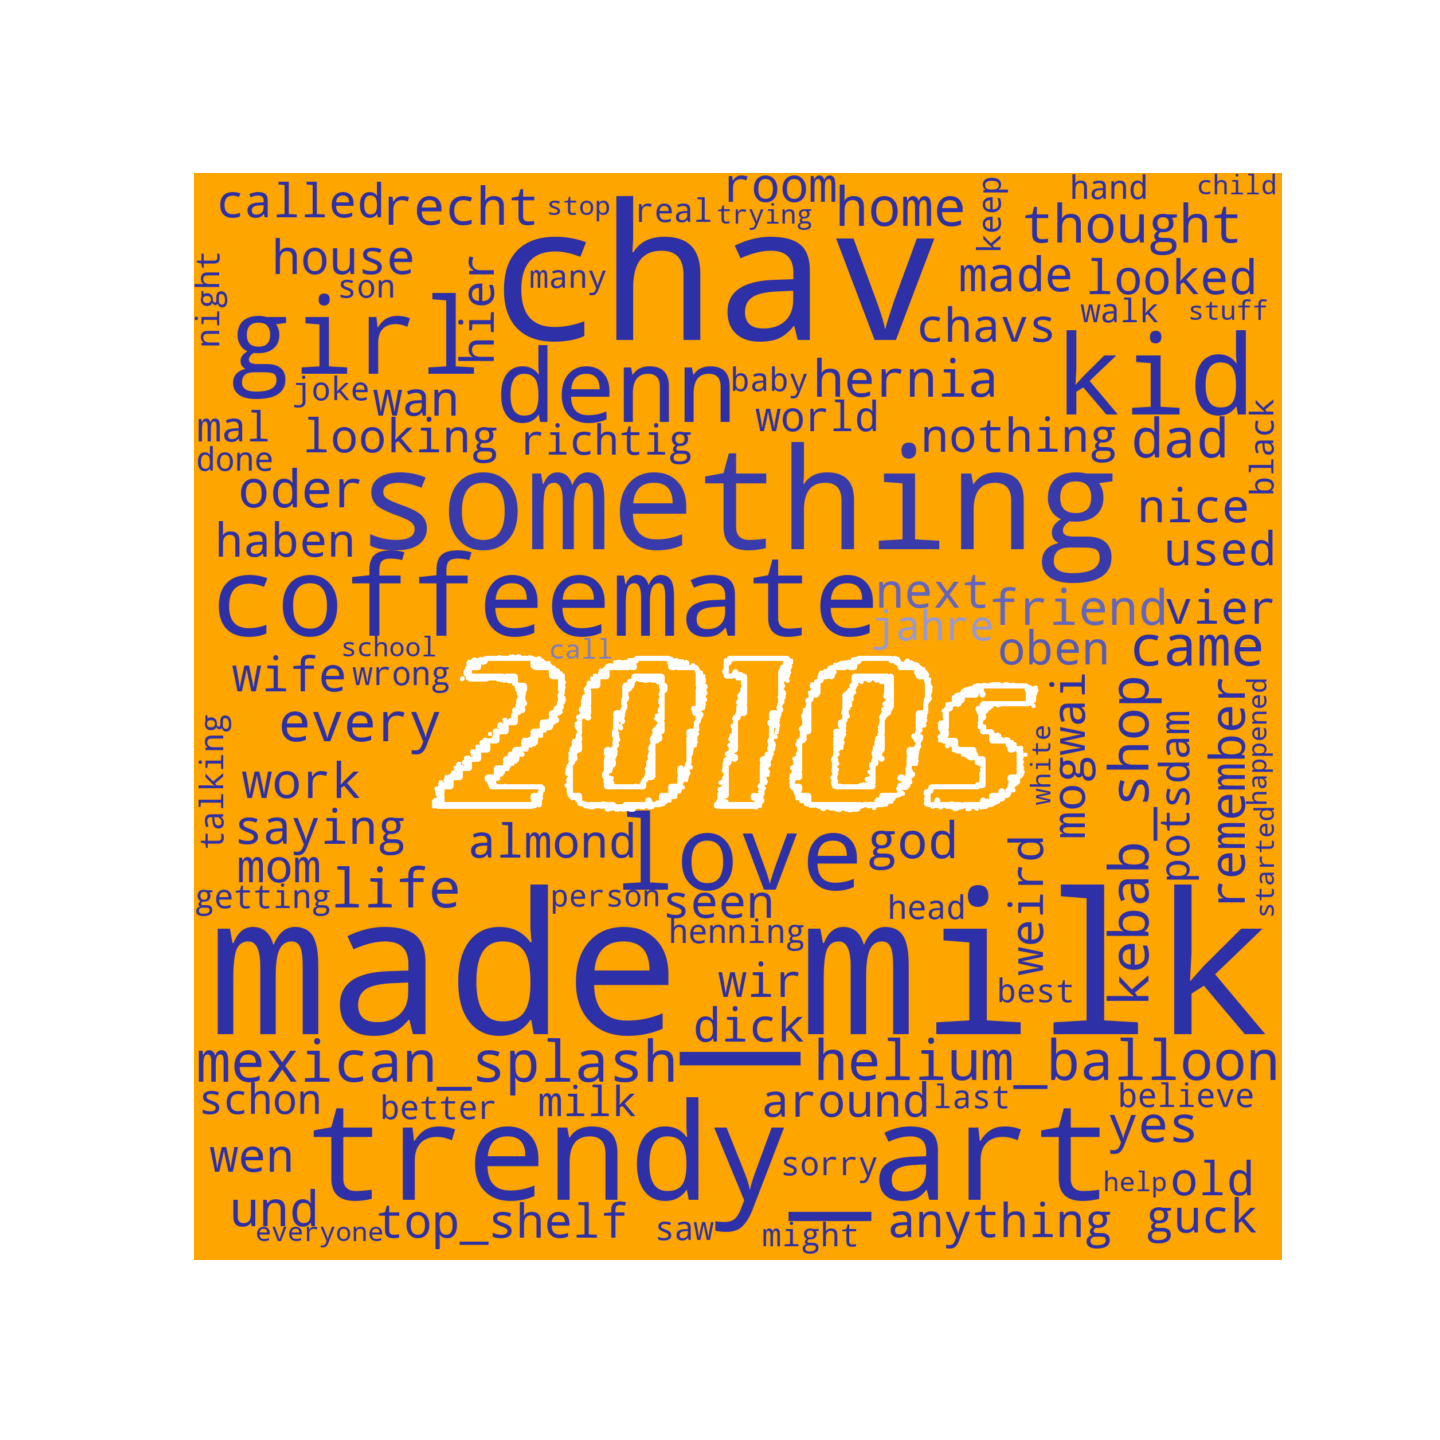 called recht stop real room trying home keep hand child
thought
house son many made looked
night girl hier chav chavs walk stuff
joke wan denn baby hernia kid
mal looking richtig world nothing dad black
done
oder something nice
haben used
coffeemate next friend vier
jahre
school call oben came
wife wrong
2010s
every white mogwai kebab_shop potsdam remember happened
talking work
saying almond love god
mom
getting life person seen head weird started
henning
made_milk
wir best
dick
mexican_splash helium_balloon
schon better milk around last believe
trendy_art yes
wen sorry help old
und top_shelf saw might anything guck
everyone